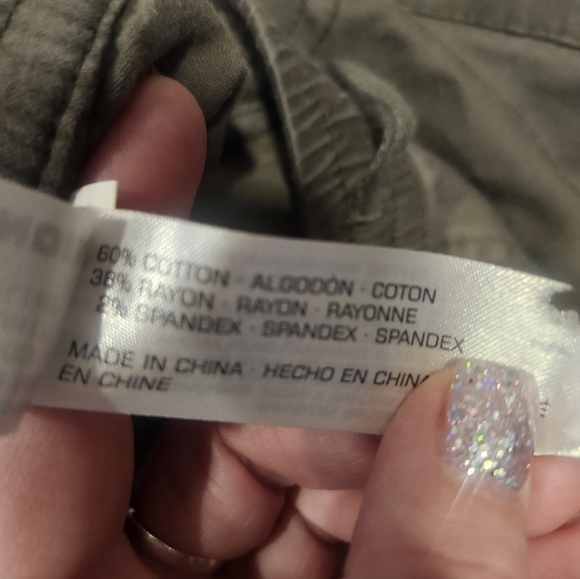 60% COTTON · ALGODÓN · COTON
38% RAYON · RAYON · RAYONNE
2% SPANDEX · SPANDEX · SPANDEX
MADE IN CHINA · HECHO EN CHINA
EN CHINE